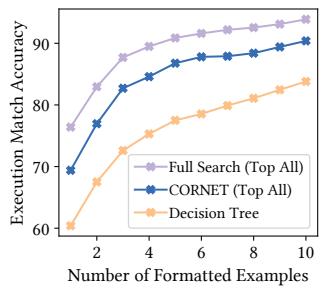 Execution Match Accuracy
90
80
70
60
Full Search (Top All)
CORNET (Top All)
Decision Tree
2 4 6 8 10
Number of Formatted Examples